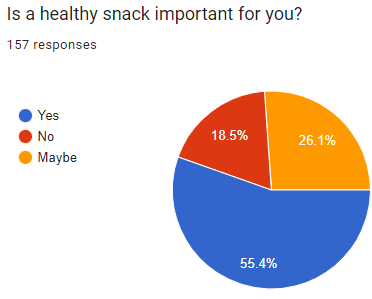 Is a healthy snack important for you?
157 responses
Yes
No
Maybe
18.5%
26.1%
55.4%